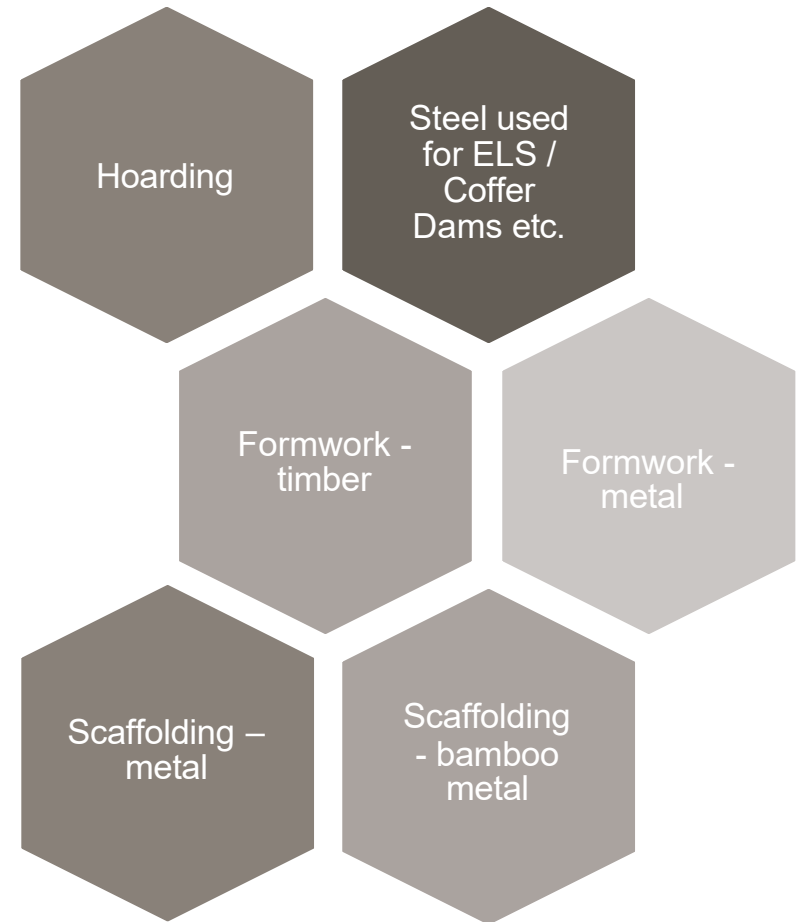 Hoarding
Steel used
for ELS /
Coffer
Dams etc.
Formwork -
timber
Formwork -
metal
Scaffolding –
metal
Scaffolding
- bamboo
metal